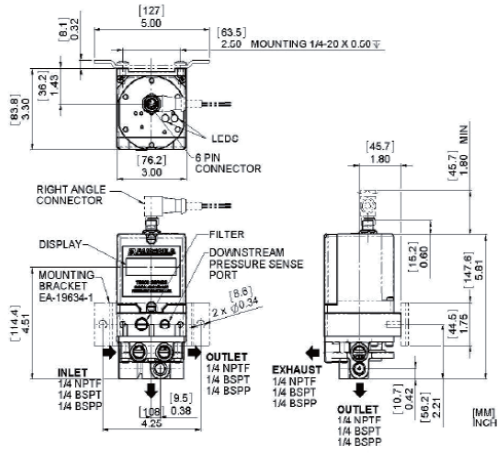 [8.1]
0.32
[127]
5.00
[63.5]
2.50 MOUNTING 1/4-20 X 0.50
[36.2]
1.43
[83.8]
3.30
LEDS
6 PIN
CONNECTOR
[76.2]
3.00
[45.7]
1.80
[45.7]
1.80 MIN
RIGHT ANGLE
CONNECTOR
FILTER
DISPLAY
DOWNSTREAM
PRESSURE SENSE
PORT
MOUNTING
BRACKET
EA-19634-1
[8.6]
2 x Ø0.34
[15.2]
0.60
[147.6]
5.81
[114.4]
4.51
[44.5]
1.75
INLET
1/4 NPTF
1/4 BSPT
1/4 BSPP
OUTLET
1/4 NPTF
1/4 BSPT
1/4 BSPP
[9.5]
0.38
[108]
4.25
EXHAUST
1/4 NPTF
1/4 BSPT
1/4 BSPP
OUTLET
1/4 NPTF
1/4 BSPT
1/4 BSPP
[10.7]
0.42
[56.2]
2.21
[MM]
INCH